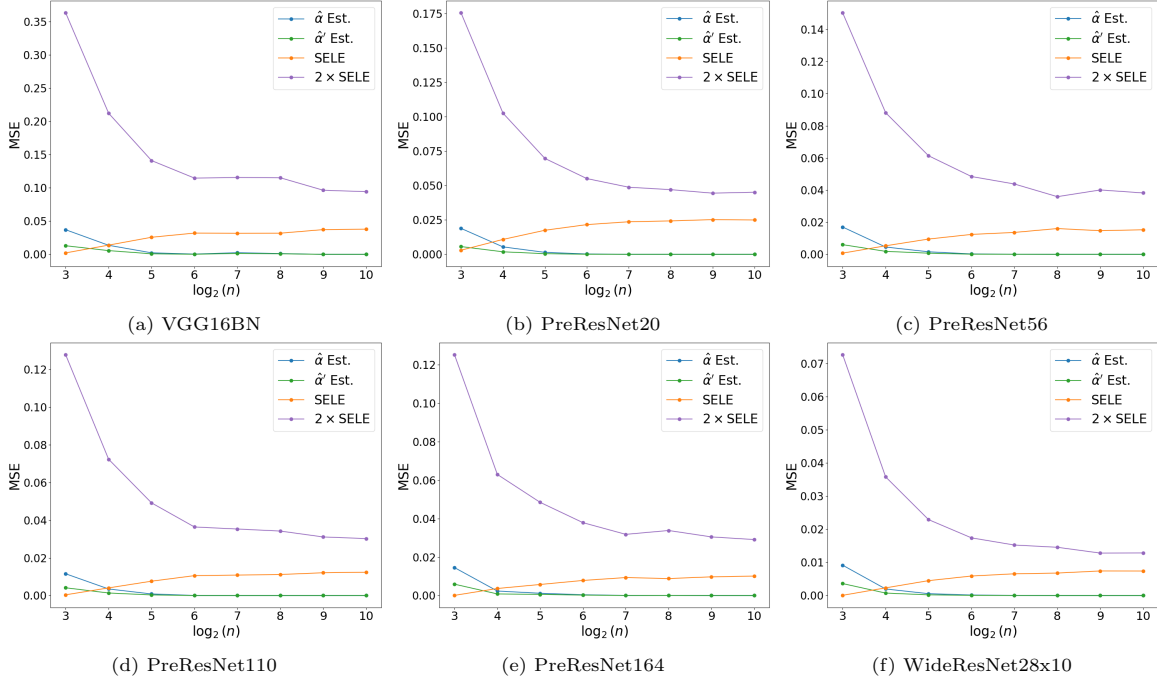 0.35
0.30
0.25
0.20
0.15
0.10
0.05
0.00
MSE
3 4 5 6 7 8 9 10
log₂(n)
α̂ Est.
α̂′ Est.
SELE
2 × SELE
(a) VGG16BN
0.175
0.150
0.125
0.100
0.075
0.050
0.025
0.000
MSE
3 4 5 6 7 8 9 10
log₂(n)
α̂ Est.
α̂′ Est.
SELE
2 × SELE
(b) PreResNet20
0.14
0.12
0.10
0.08
0.06
0.04
0.02
0.00
MSE
3 4 5 6 7 8 9 10
log₂(n)
α̂ Est.
α̂′ Est.
SELE
2 × SELE
(c) PreResNet56
0.12
0.10
0.08
0.06
0.04
0.02
0.00
MSE
3 4 5 6 7 8 9 10
log₂(n)
α̂ Est.
α̂′ Est.
SELE
2 × SELE
(d) PreResNet110
0.12
0.10
0.08
0.06
0.04
0.02
0.00
MSE
3 4 5 6 7 8 9 10
log₂(n)
α̂ Est.
α̂′ Est.
SELE
2 × SELE
(e) PreResNet164
0.07
0.06
0.05
0.04
0.03
0.02
0.01
0.00
MSE
3 4 5 6 7 8 9 10
log₂(n)
α̂ Est.
α̂′ Est.
SELE
2 × SELE
(f) WideResNet28x10